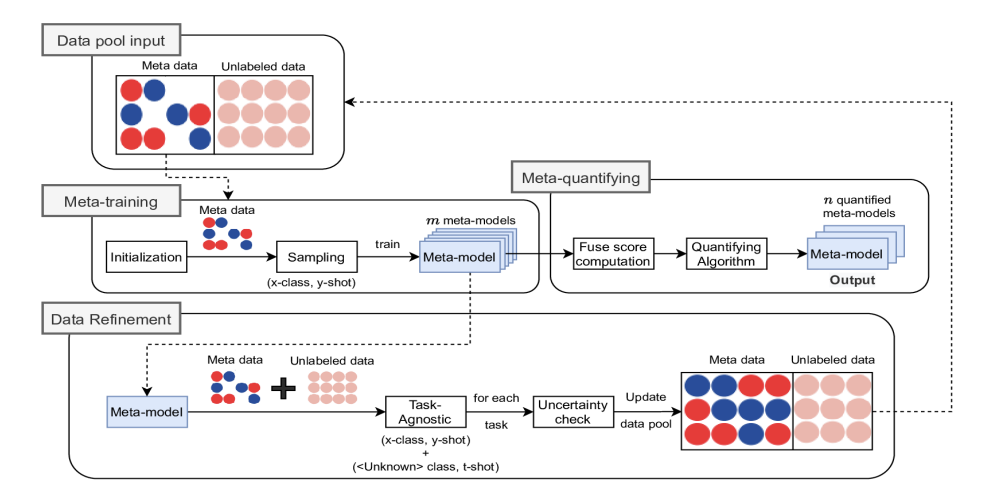 Data pool input
Meta data
Unlabeled data
Meta-training
Meta data
Initialization
Sampling
(x-class, y-shot)
train
m meta-models
Meta-model
Meta-quantifying
Fuse score
computation
Quantifying
Algorithm
n quantified
meta-models
Meta-model
Output
Data Refinement
Meta-model
Meta data
Unlabeled data
Task-
Agnostic
(x-class, y-shot)
+
(<Unknown> class, t-shot)
for each
task
Uncertainty
check
Update
data pool
Meta data
Unlabeled data